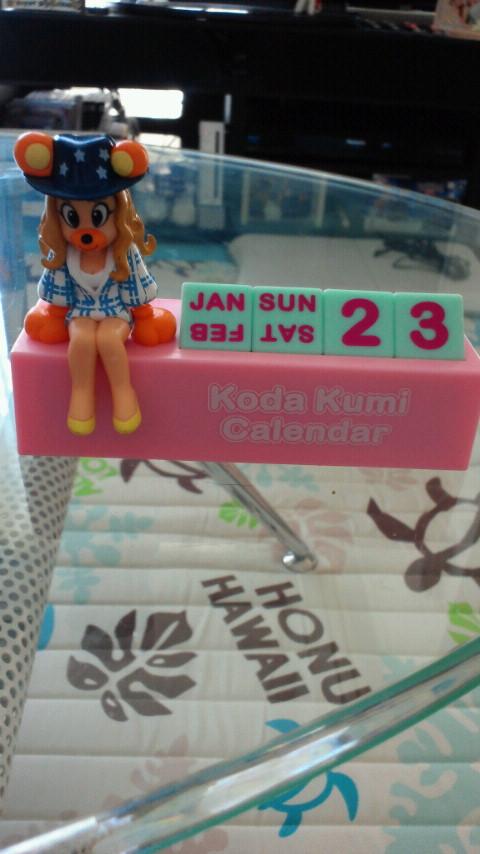 JAN SUN 2 3
FEB SAT
Koda Kumi
Calendar
HONU
HAWAII